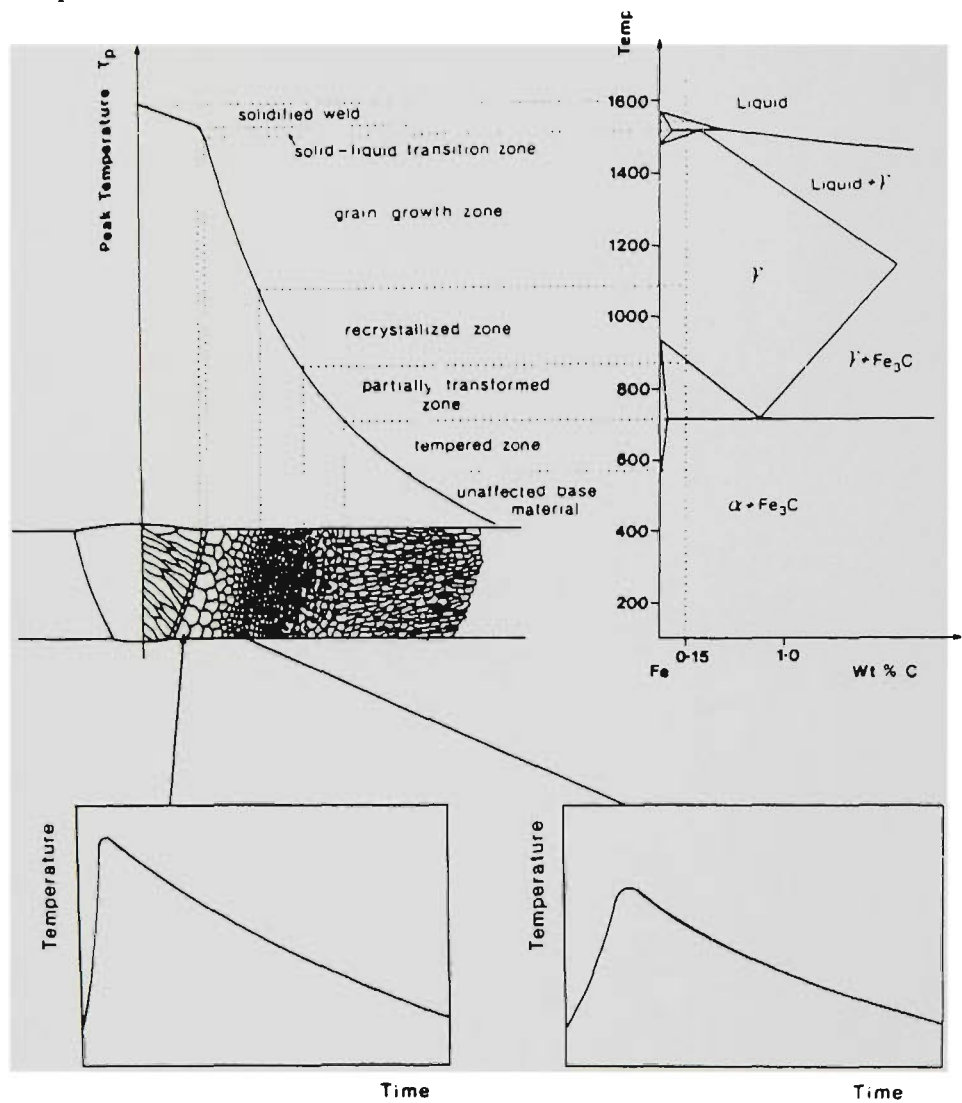 Peak Temperature Tp
solidified weld
solid-liquid transition zone
grain growth zone
recrystallized zone
partially transformed
zone
tempered zone
unaffected base
material
Temp
1600
1400
1200
1000
800
600
400
200
Liquid
Liquid + γ
γ
γ + Fe₃C
α + Fe₃C
Fe
0·15
1·0
Wt % C
Temperature
Time
Temperature
Time